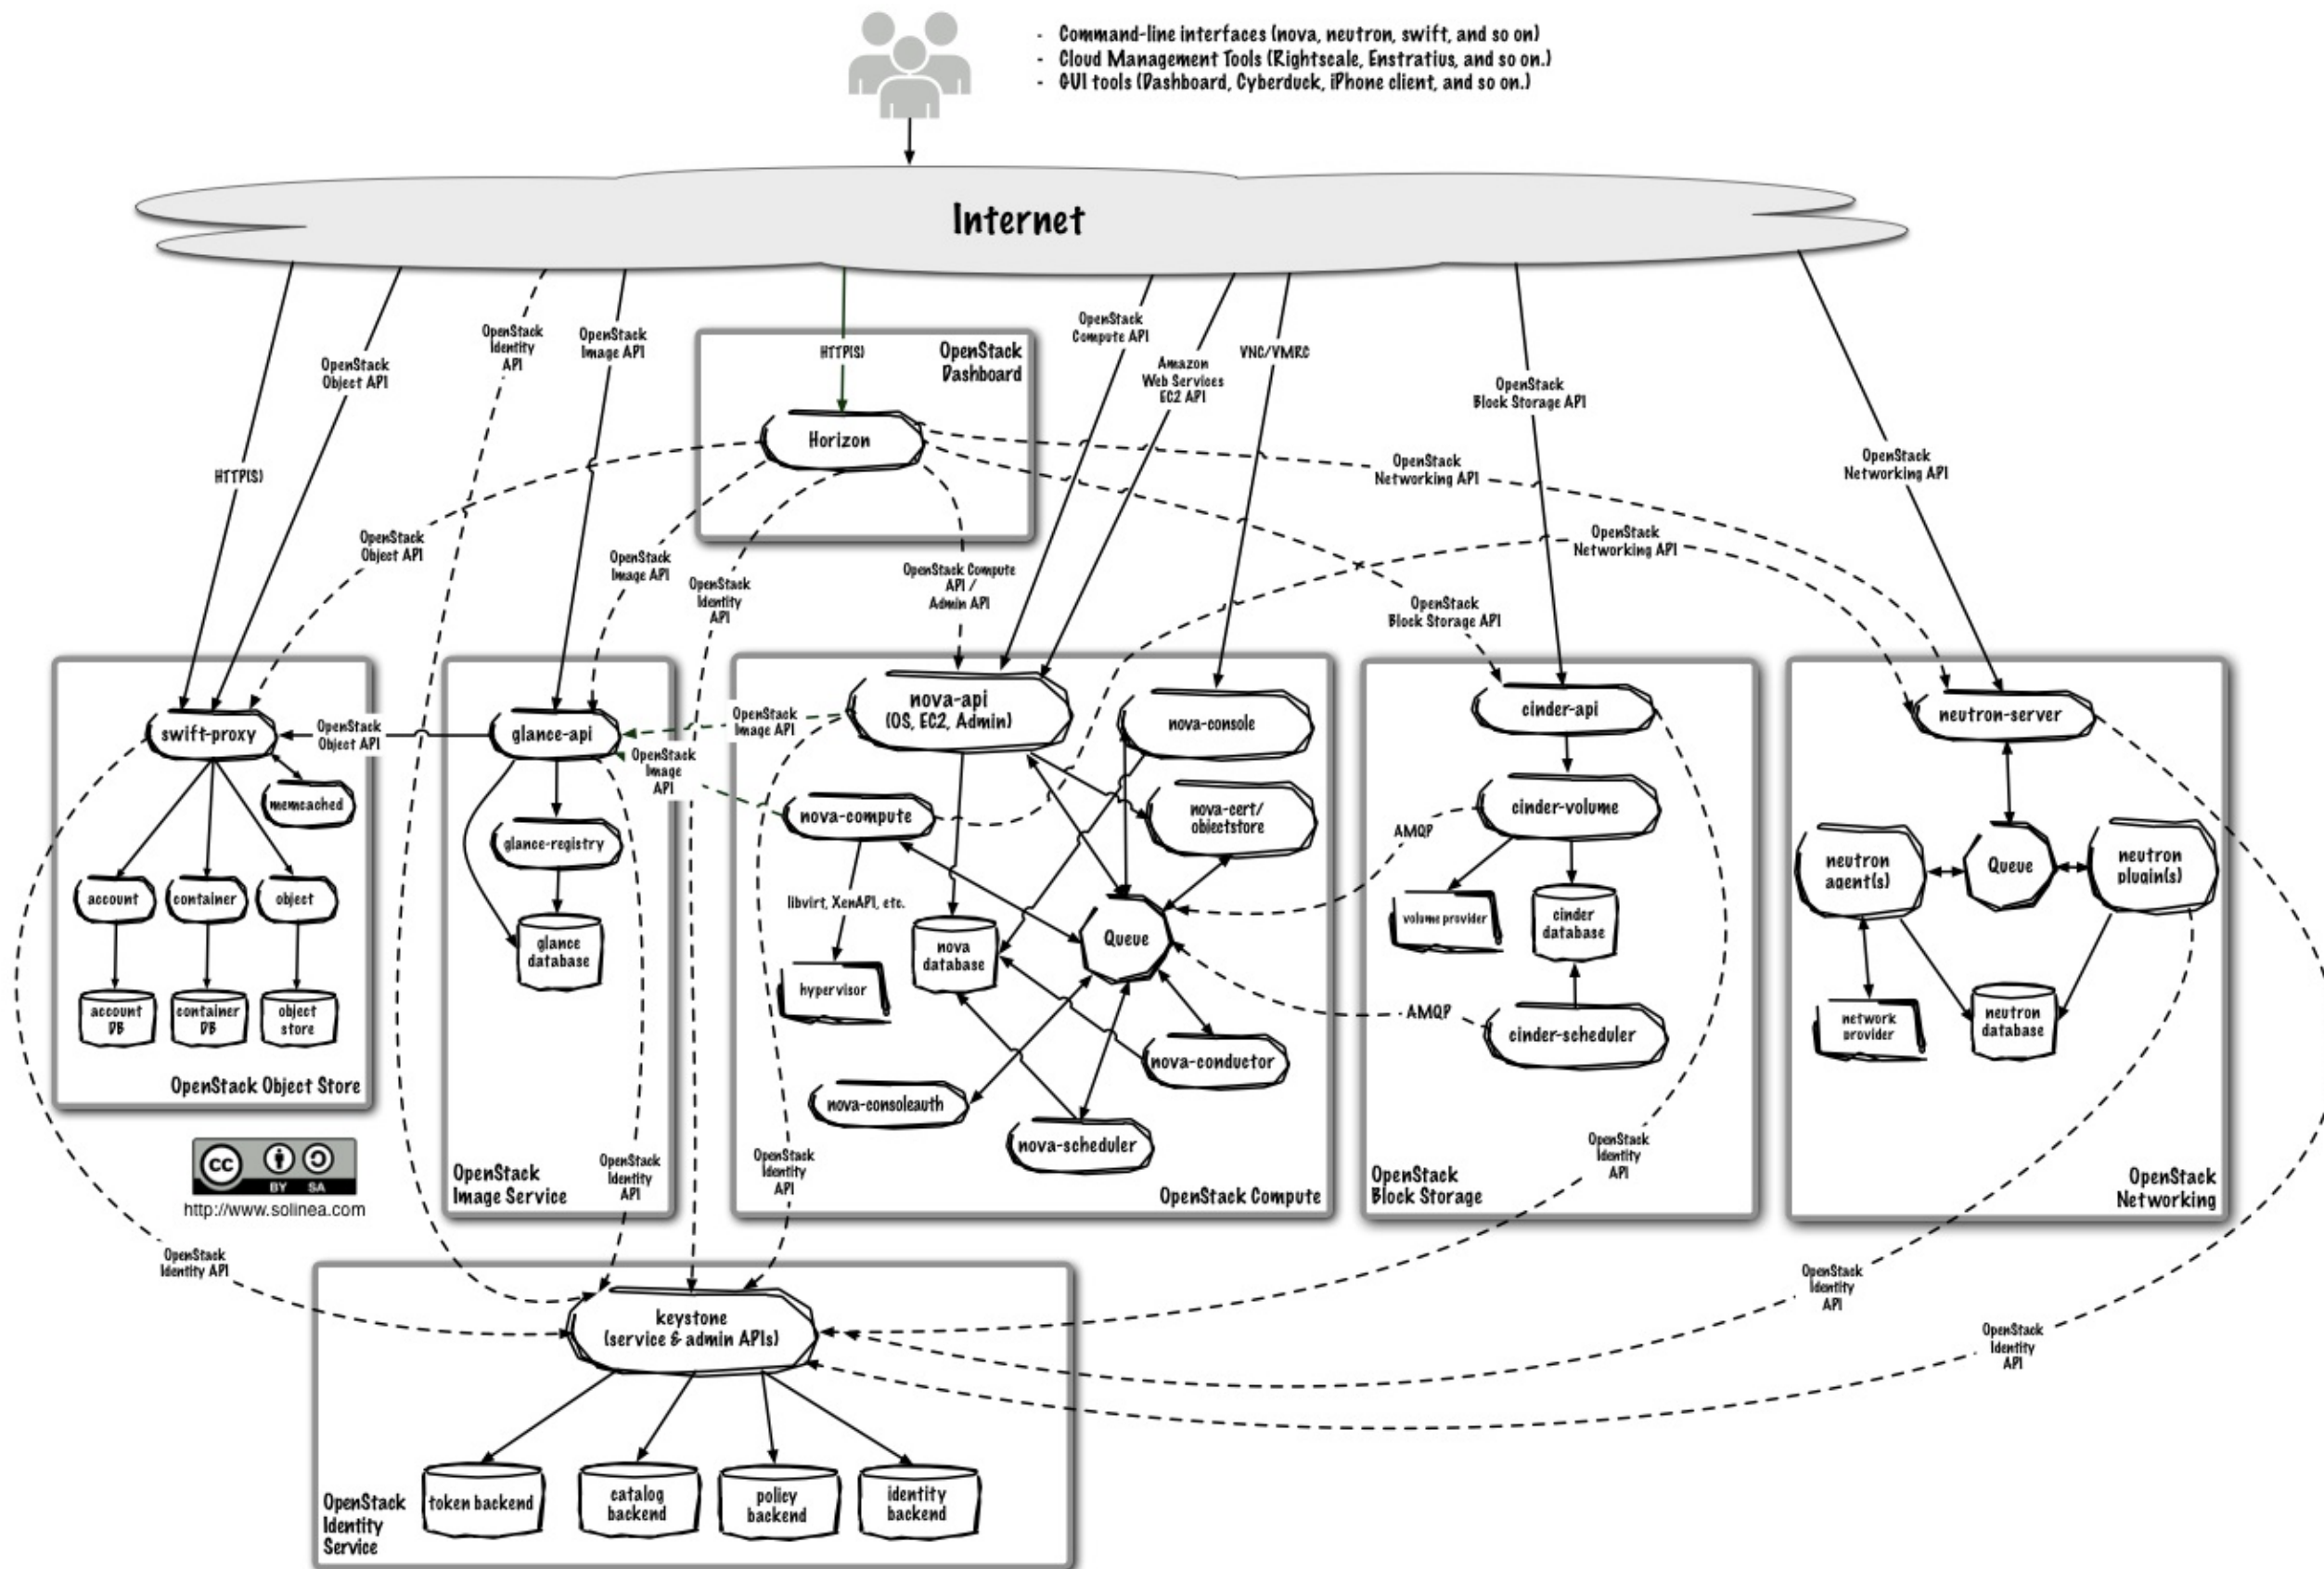 - Command-line interfaces (nova, neutron, swift, and so on)
- Cloud Management Tools (Rightscale, Enstratius, and so on.)
- GUI tools (Dashboard, Cyberduck, iPhone client, and so on.)
Internet
HTTP(S)
OpenStack
Object API
OpenStack
Identity
API
OpenStack
Image API
HTTP(S)
OpenStack
Dashboard
Horizon
OpenStack
Compute API
Amazon
Web Services
EC2 API
VNC/VMRC
OpenStack
Block Storage API
OpenStack
Networking API
OpenStack
Networking API
OpenStack
Networking API
OpenStack
Object API
OpenStack
Image API
OpenStack
Identity
API
OpenStack Compute
API /
Admin API
OpenStack
Block Storage API
swift-proxy
OpenStack
Object API
memcached
account
container
object
account
DB
container
DB
object
store
OpenStack Object Store
glance-api
OpenStack
Image API
OpenStack
Image
API
glance-registry
glance
database
OpenStack
Identity
API
OpenStack
Image Service
nova-api
(OS, EC2, Admin)
nova-console
nova-compute
nova-cert/
objectstore
libvirt, XenAPI, etc.
hypervisor
nova
database
Queue
nova-conductor
nova-consoleauth
nova-scheduler
OpenStack
Identity
API
OpenStack Compute
cinder-api
cinder-volume
AMQP
volume provider
cinder
database
AMQP
cinder-scheduler
OpenStack
Identity
API
OpenStack
Block Storage
neutron-server
neutron
agent(s)
Queue
neutron
plugin(s)
network
provider
neutron
database
OpenStack
Networking
cc
BY SA
http://www.solinea.com
OpenStack
Identity API
OpenStack
Identity
API
OpenStack
Identity
API
keystone
(service & admin APIs)
token backend
catalog
backend
policy
backend
identity
backend
OpenStack
Identity
Service